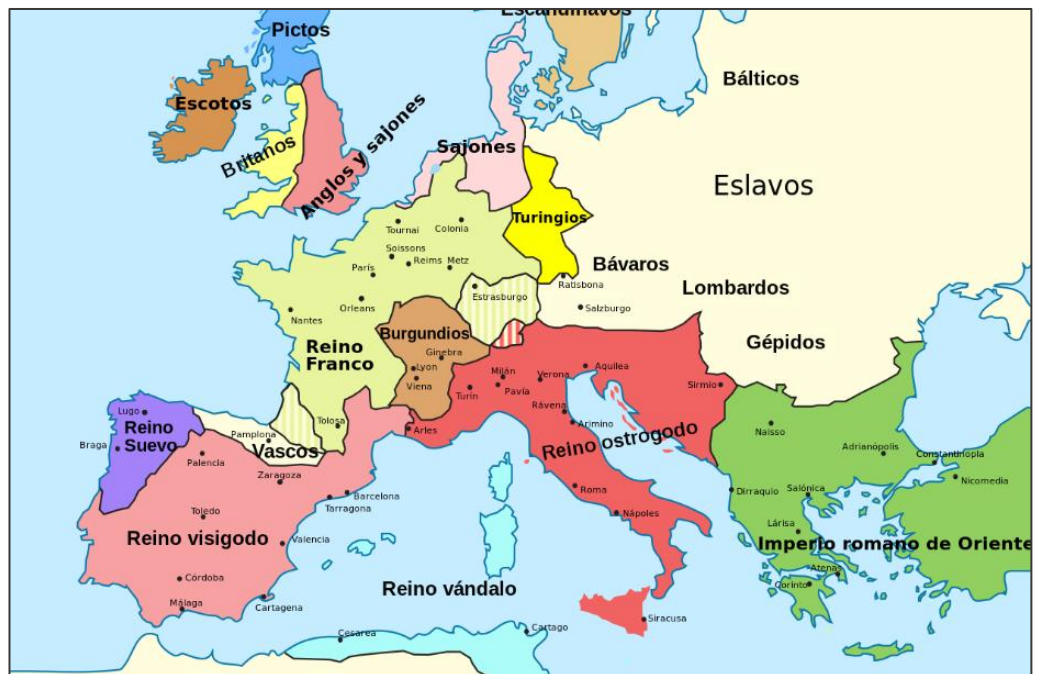 Escandinavos
Pictos
Bálticos
Escotos
Britanos
Anglos y sajones
Sajones
Eslavos
Turingios
Tournai
Colonia
Soissons
Reims
Metz
París
Bávaros
Ratisbona
Estrasburgo
Lombardos
Orleans
Salzburgo
Nantes
Burgundios
Gépidos
Reino
Franco
Ginebra
Lyon
Viena
Milán
Verona
Aquilea
Turín
Pavía
Sirmio
Rávena
Arimino
Lugo
Reino
Suevo
Braga
Tolosa
Arles
Pamplona
Vascos
Palencia
Zaragoza
Reino ostrogodo
Naisso
Adrianópolis
Constantinopla
Nicomedia
Barcelona
Tarragona
Roma
Dirraquio
Salónica
Toledo
Nápoles
Reino visigodo
Valencia
Lárisa
Imperio romano de Oriente
Atenas
Córdoba
Corinto
Reino vándalo
Málaga
Cartagena
Siracusa
Cesárea
Cartago